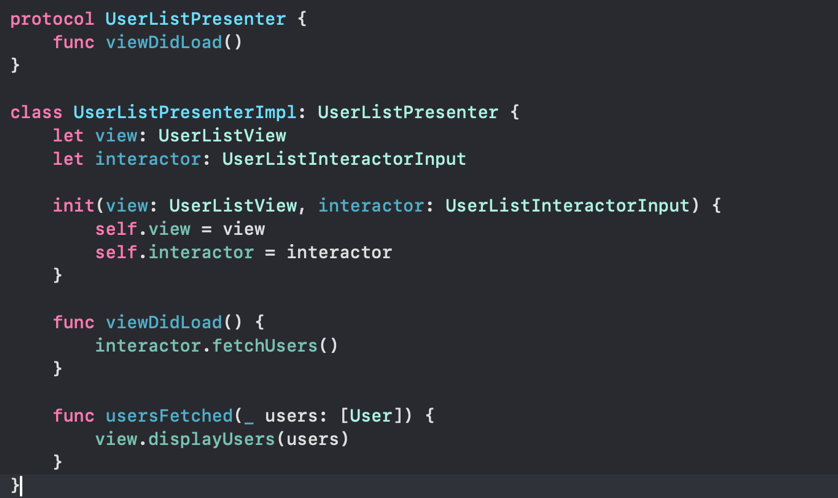 protocol UserListPresenter {
    func viewDidLoad()
}

class UserListPresenterImpl: UserListPresenter {
    let view: UserListView
    let interactor: UserListInteractorInput

    init(view: UserListView, interactor: UserListInteractorInput) {
        self.view = view
        self.interactor = interactor
    }

    func viewDidLoad() {
        interactor.fetchUsers()
    }

    func usersFetched(_ users: [User]) {
        view.displayUsers(users)
    }
}